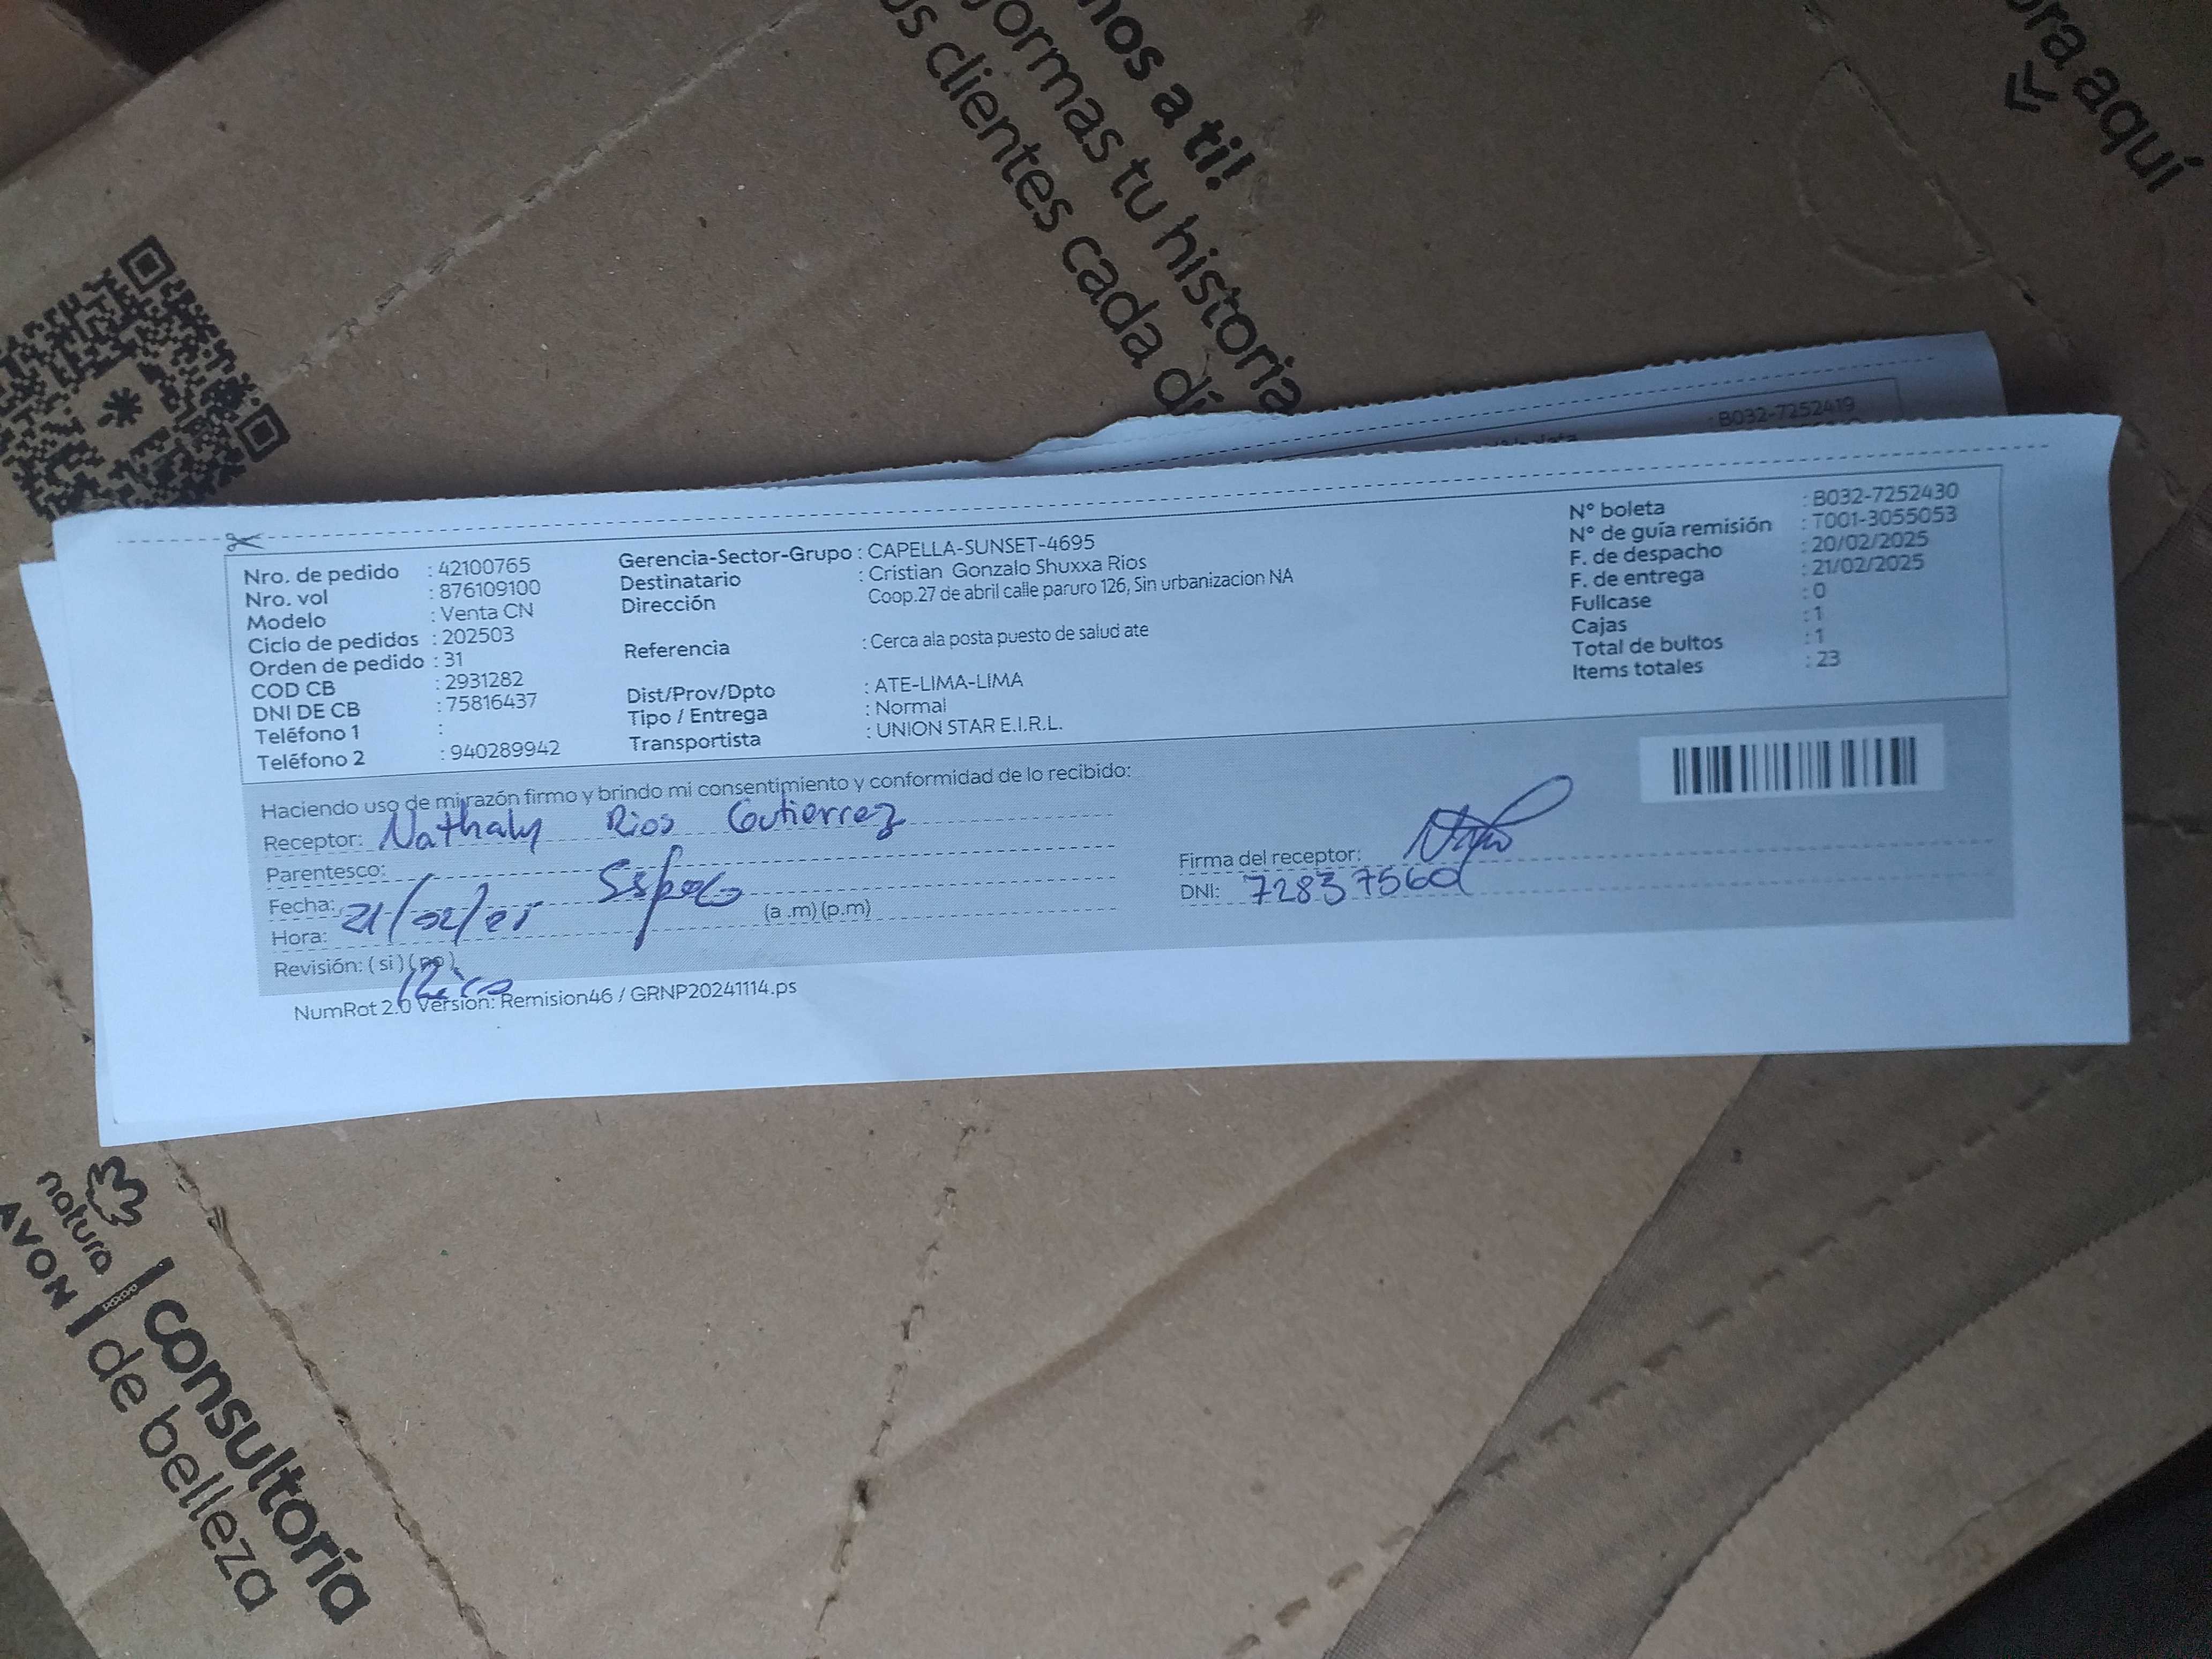 nos a ti!
formas tu historia
us clientes cada dí
ora aquí
B032-7252419
Nro. de pedido : 42100765
Nro. vol : 876109100
Modelo : Venta CN
Ciclo de pedidos : 202503
Orden de pedido : 31
COD CB : 2931282
DNI DE CB : 75816437
Teléfono 1 :
Teléfono 2 : 940289942
Gerencia-Sector-Grupo : CAPELLA-SUNSET-4695
Destinatario : Cristian Gonzalo Shuxxa Rios
Dirección Coop.27 de abril calle paruro 126, Sin urbanizacion NA
Referencia : Cerca ala posta puesto de salud ate
Dist/Prov/Dpto : ATE-LIMA-LIMA
Tipo / Entrega : Normal
Transportista : UNION STAR E.I.R.L.
N° boleta : B032-7252430
N° de guía remisión : T001-3055053
F. de despacho : 20/02/2025
F. de entrega : 21/02/2025
Fullcase : 0
Cajas : 1
Total de bultos : 1
Items totales : 23
Haciendo uso de mi razón firmo y brindo mi consentimiento y conformidad de lo recibido:
Receptor: Nathaly Rios Gutierrez
Parentesco:
Fecha: 21/02/25
Hora: (a .m) (p.m)
Revisión: ( si ) ( no )
Firma del receptor:
DNI: 72837560
NumRot 2.0 Version: Remision46 / GRNP20241114.ps
natura
AVON
consultoría
de belleza